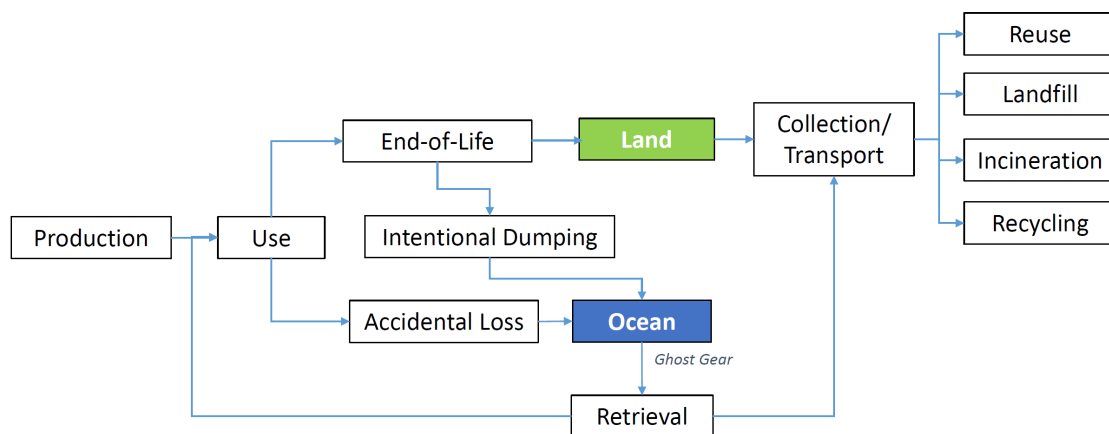 Production
Use
End-of-Life
Land
Intentional Dumping
Accidental Loss
Ocean
Ghost Gear
Retrieval
Collection/
Transport
Reuse
Landfill
Incineration
Recycling